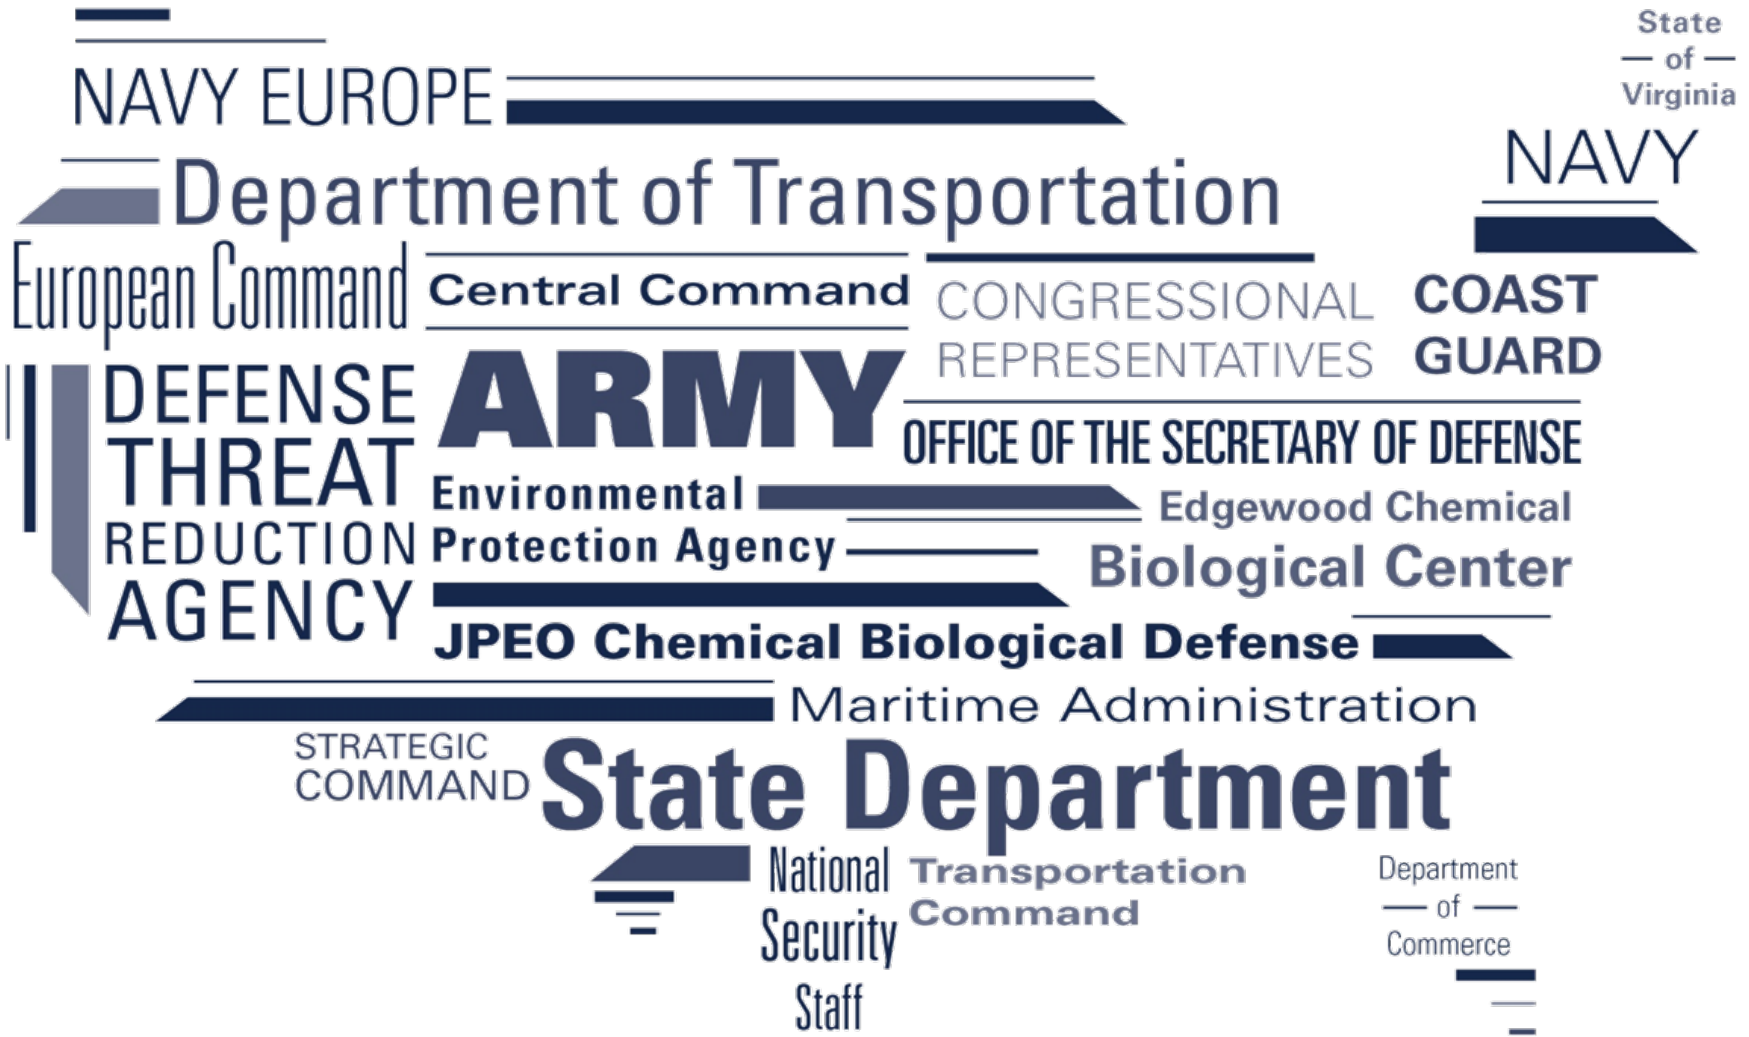 State
of
Virginia
NAVY EUROPE
NAVY
Department of Transportation
European Command
Central Command
CONGRESSIONAL
REPRESENTATIVES
COAST
GUARD
DEFENSE
THREAT
REDUCTION
AGENCY
ARMY
OFFICE OF THE SECRETARY OF DEFENSE
Environmental
Protection Agency
Edgewood Chemical
Biological Center
JPEO Chemical Biological Defense
Maritime Administration
STRATEGIC
COMMAND
State Department
National
Security
Staff
Transportation
Command
Department
of
Commerce